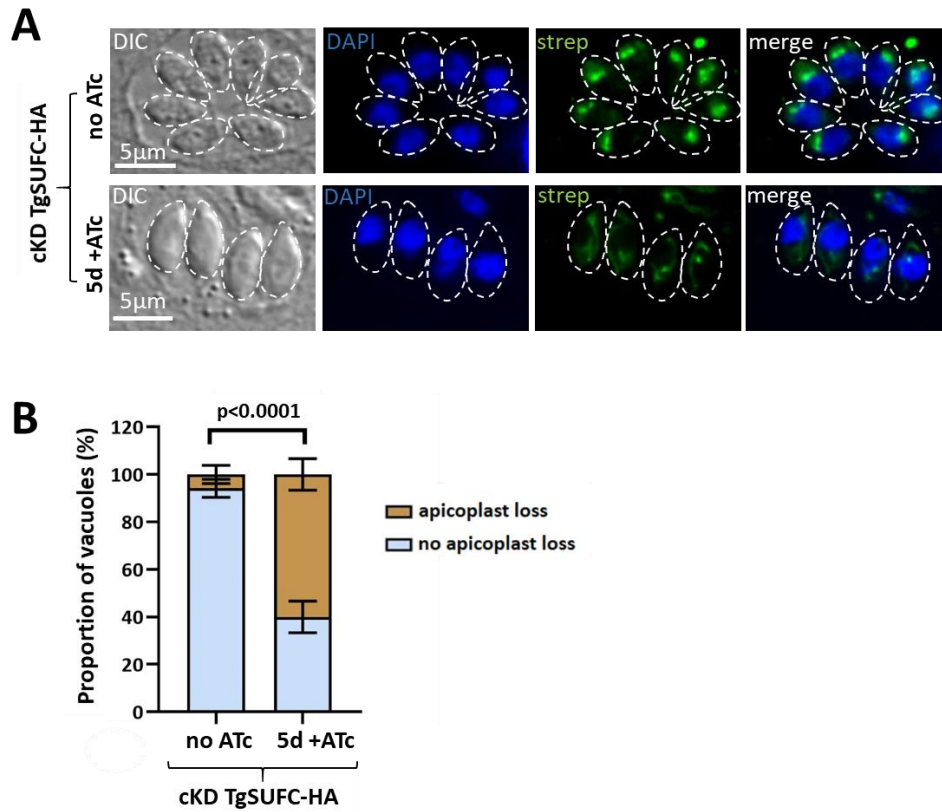 A
cKD TgSUFC-HA
no ATc
DIC
DAPI
strep
merge
5µm
5d +ATc
DIC
DAPI
strep
merge
5µm
B
p<0.0001
Proportion of vacuoles (%)
120
100
80
60
40
20
0
apicoplast loss
no apicoplast loss
no ATc 5d +ATc
cKD TgSUFC-HA